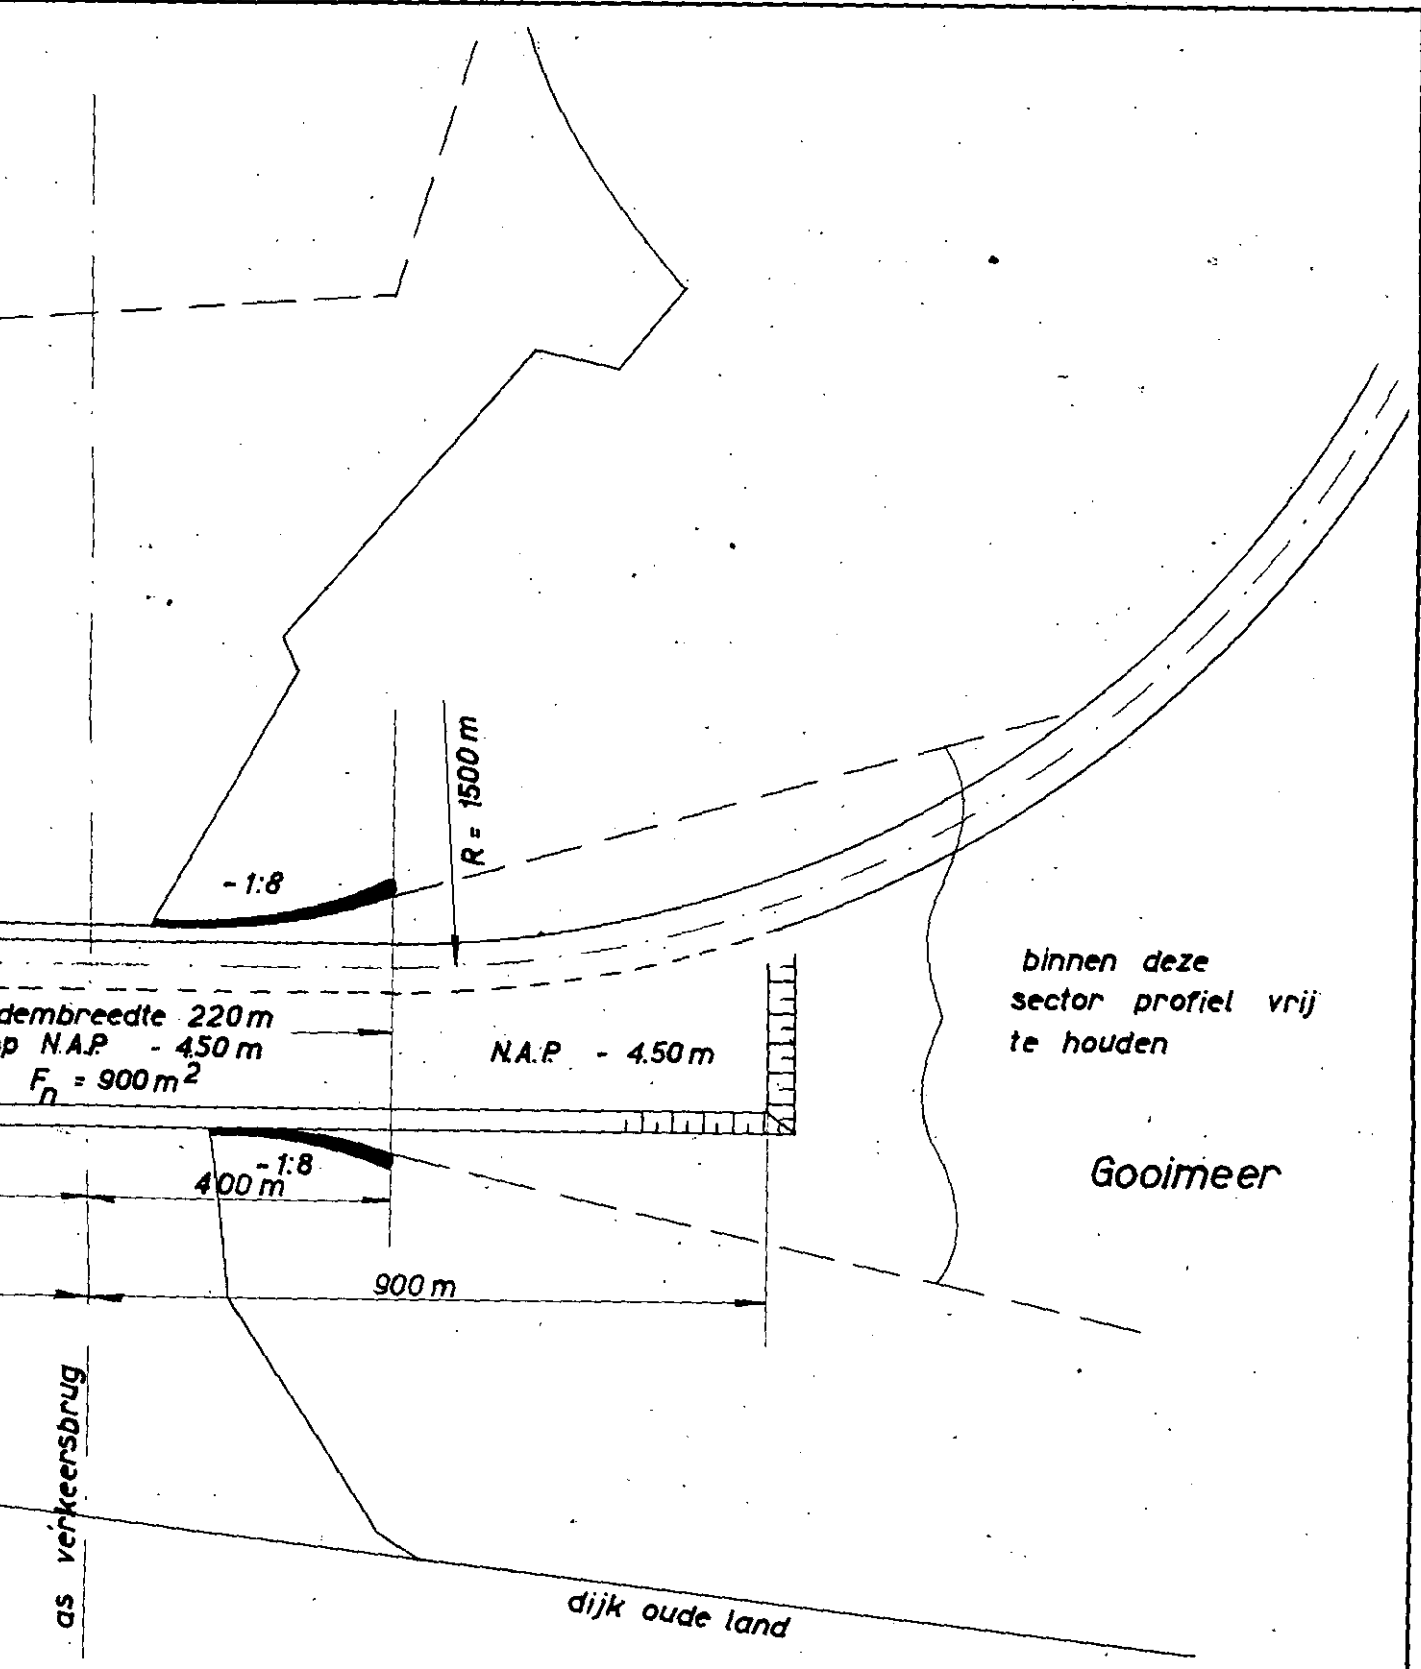 R = 1500 m
- 1:8
dembreedte 220 m
p N.A.P. - 4.50 m
Fn = 900 m2
N.A.P. - 4.50 m
binnen deze
sector profiel vrij
te houden
Gooimeer
- 1:8
400 m
900 m
as verkeersbrug
dijk oude land